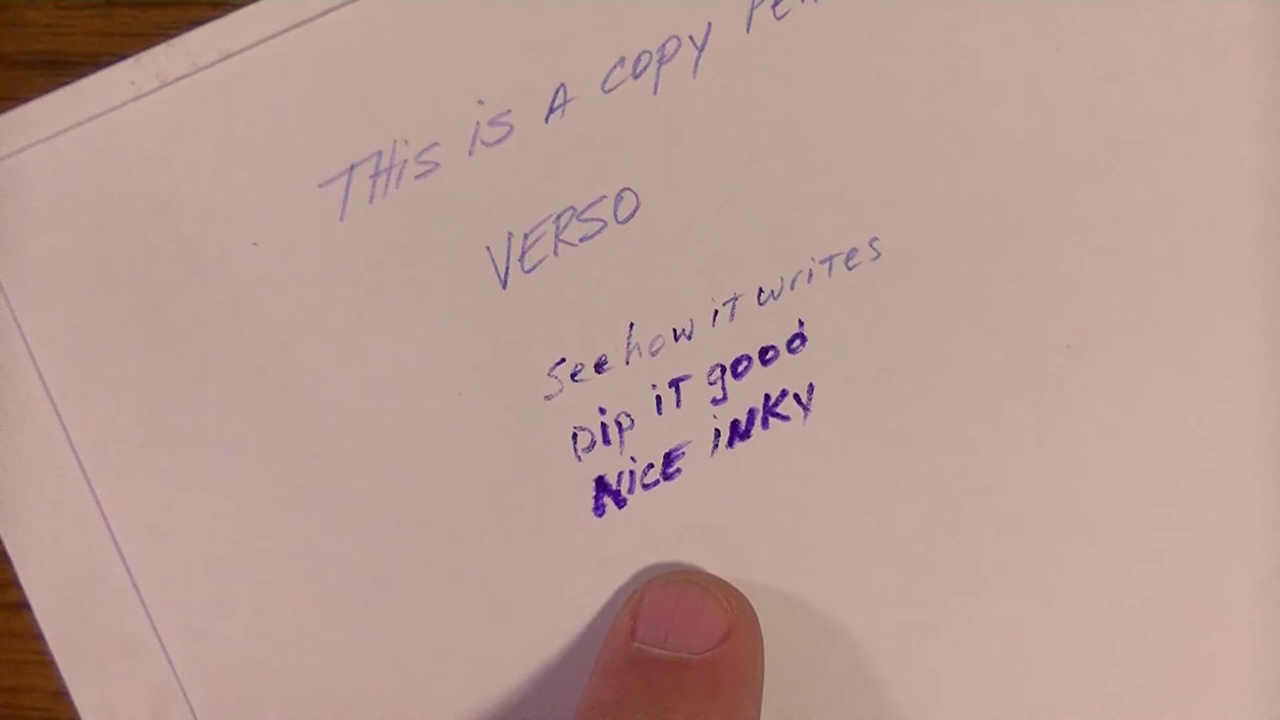 THis is A copy
VERSO
See how iT wriTes
Dip iT good
NiCE iNKy